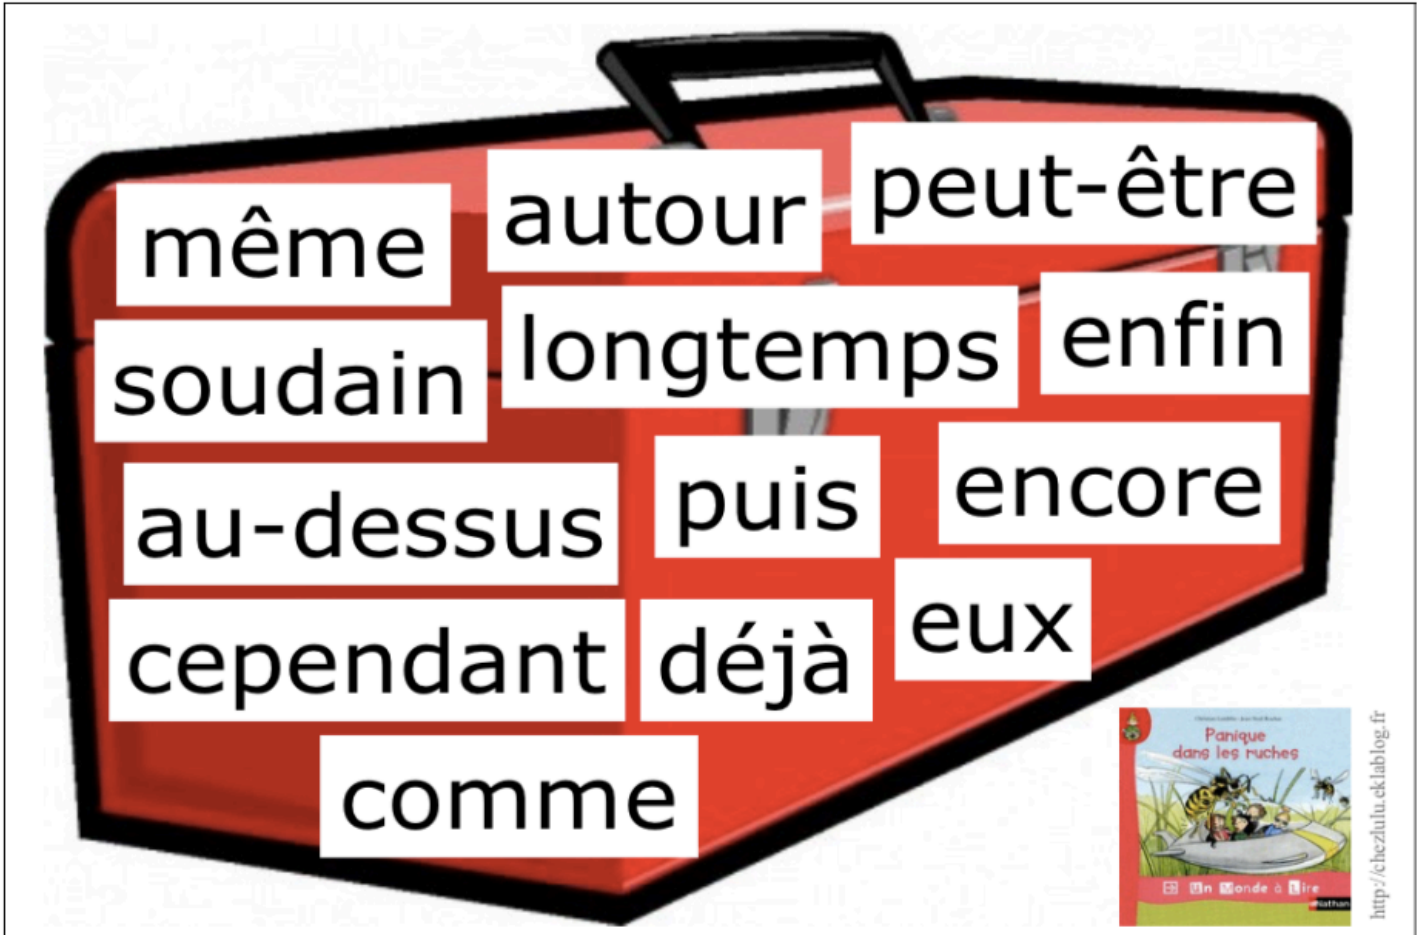 même
autour
peut-être
soudain
longtemps
enfin
au-dessus
puis
encore
cependant
déjà
eux
comme
Panique
dans les ruches
Un Monde à Lire
Nathan
http://chezlulu.eklablog.fr